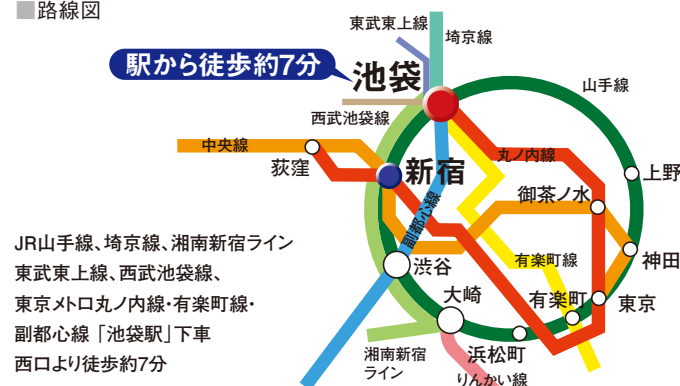 ■路線図
東武東上線
埼京線
駅から徒歩約7分
池袋
山手線
西武池袋線
中央線
荻窪
新宿
丸ノ内線
上野
御茶ノ水
副都心線
JR山手線、埼京線、湘南新宿ライン
東武東上線、西武池袋線、
東京メトロ丸ノ内線・有楽町線・
副都心線「池袋駅」下車
西口より徒歩約7分
渋谷
有楽町線
神田
大崎
有楽町
東京
湘南新宿
ライン
浜松町
りんかい線